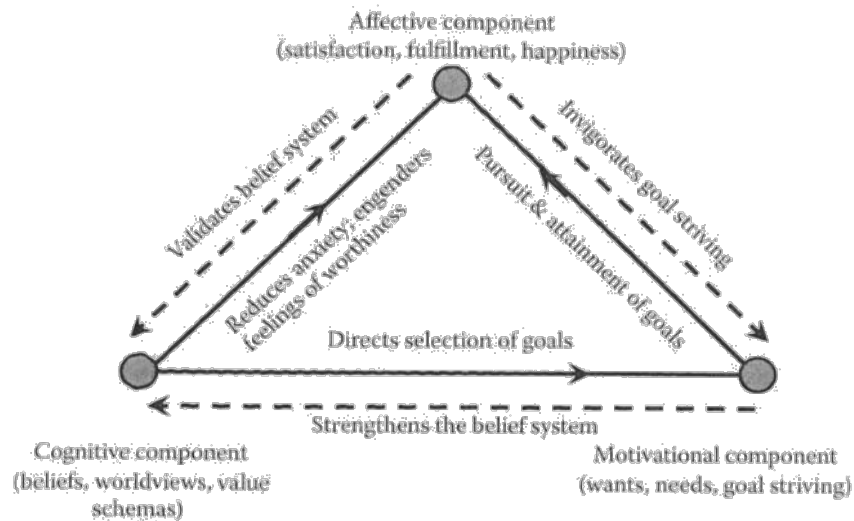 Affective component
(satisfaction, fulfillment, happiness)
Validates belief system
Reduces anxiety; engenders
feelings of worthiness
Pursuit & attainment of goals
Invigorates goal striving
Directs selection of goals
Strengthens the belief system
Cognitive component
(beliefs, worldviews, value
schemas)
Motivational component
(wants, needs, goal striving)